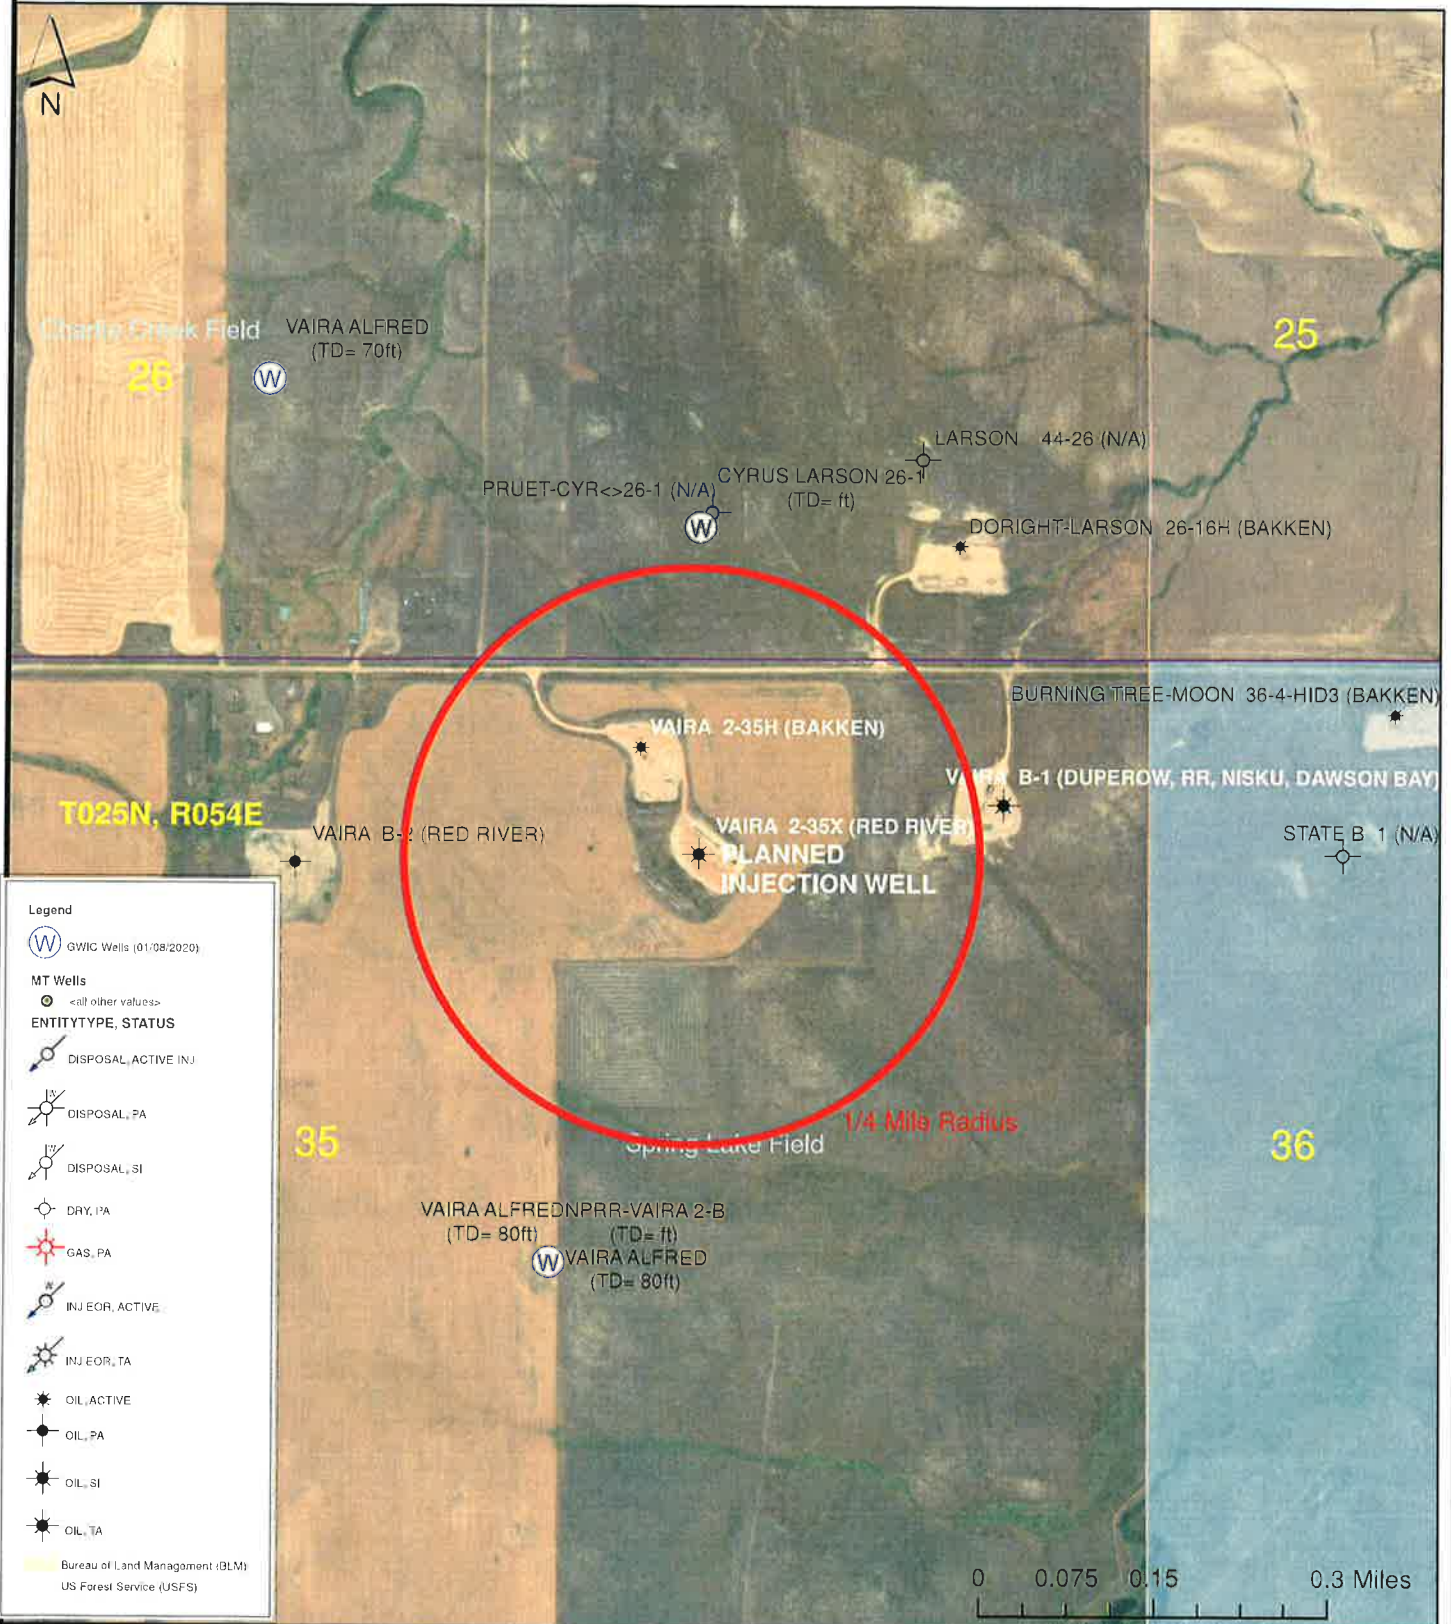 N
Charlie Creek Field
26
VAIRA ALFRED
(TD= 70ft)
W
25
LARSON 44-26 (N/A)
PRUET-CYR<>26-1 (N/A)
CYRUS LARSON 26-1
(TD= ft)
W
DORIGHT-LARSON 26-16H (BAKKEN)
BURNING TREE-MOON 36-4-HID3 (BAKKEN)
VAIRA 2-35H (BAKKEN)
VAIRA B-1 (DUPEROW, RR, NISKU, DAWSON BAY)
T025N, R054E
VAIRA B-2 (RED RIVER)
VAIRA 2-35X (RED RIVER)
PLANNED
INJECTION WELL
STATE B 1 (N/A)
1/4 Mile Radius
Spring Lake Field
35
36
VAIRA ALFREDNPRR-VAIRA 2-B
(TD= 80ft) (TD= ft)
W
VAIRA ALFRED
(TD= 80ft)
Legend
W GWIC Wells (01/08/2020)
MT Wells
<all other values>
ENTITYTYPE, STATUS
DISPOSAL, ACTIVE INJ
DISPOSAL, PA
DISPOSAL, SI
DRY, PA
GAS, PA
INJ EOR, ACTIVE
INJ EOR, TA
OIL, ACTIVE
OIL, PA
OIL, SI
OIL, TA
Bureau of Land Management (BLM)
US Forest Service (USFS)
0 0.075 0.15 0.3 Miles